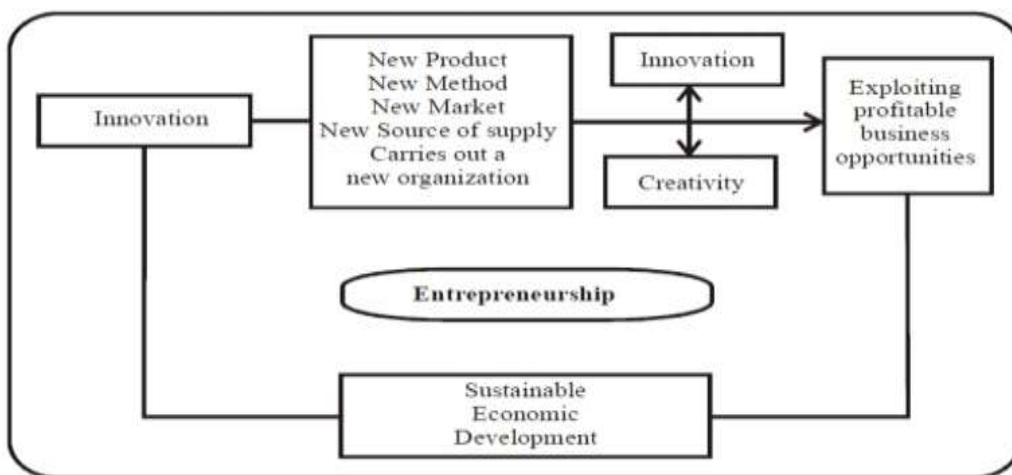 Innovation
New Product
New Method
New Market
New Source of supply
Carries out a
new organization
Innovation
Creativity
Exploiting
profitable
business
opportunities
Entrepreneurship
Sustainable
Economic
Development